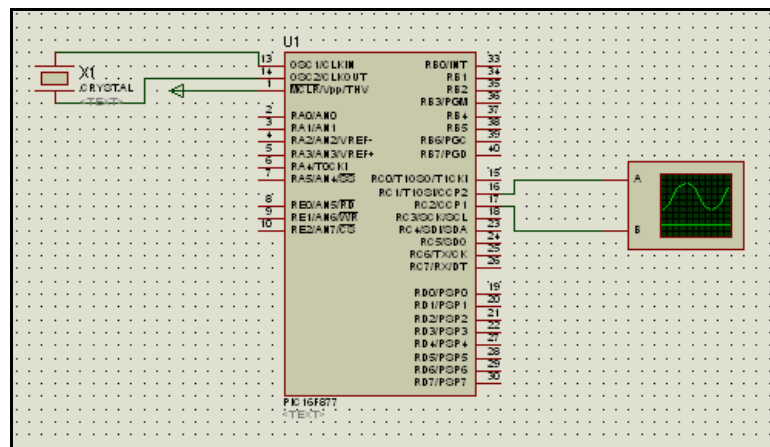 U1
X1
CRYSTAL
<TEXT>
13 OSC1/CLKIN
14 OSC2/CLKOUT
1 MCLR/Vpp/THV
2 RA0/AN0
3 RA1/AN1
4 RA2/AN2/VREF-
5 RA3/AN3/VREF+
6 RA4/T0CKI
7 RA5/AN4/SS
8 RE0/AN5/RD
9 RE1/AN6/WR
10 RE2/AN7/CS
RB0/INT 33
RB1 34
RB2 35
RB3/PGM 36
RB4 37
RB5 38
RB6/PGC 39
RB7/PGD 40
RC0/T1OSO/T1CKI 15
RC1/T1OSI/CCP2 16
RC2/CCP1 17
RC3/SCK/SCL 18
RC4/SDI/SDA 23
RC5/SDO 24
RC6/TX/CK 25
RC7/RX/DT 26
RD0/PSP0 19
RD1/PSP1 20
RD2/PSP2 21
RD3/PSP3 22
RD4/PSP4 27
RD5/PSP5 28
RD6/PSP6 29
RD7/PSP7 30
A
B
PIC16F877
<TEXT>